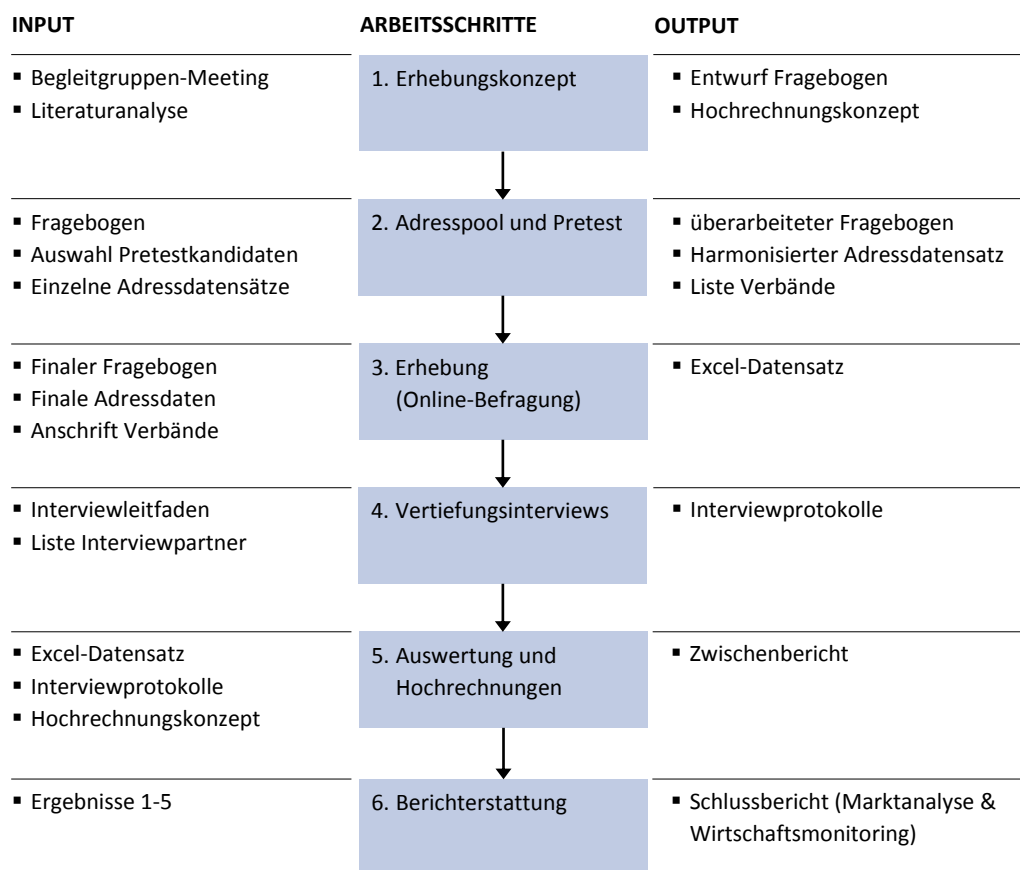 INPUT
ARBEITSSCHRITTE
OUTPUT
▪ Begleitgruppen-Meeting
▪ Literaturanalyse
1. Erhebungskonzept
▪ Entwurf Fragebogen
▪ Hochrechnungskonzept
▪ Fragebogen
▪ Auswahl Pretestkandidaten
▪ Einzelne Adressdatensätze
2. Adresspool und Pretest
▪ überarbeiteter Fragebogen
▪ Harmonisierter Adressdatensatz
▪ Liste Verbände
▪ Finaler Fragebogen
▪ Finale Adressdaten
▪ Anschrift Verbände
3. Erhebung
(Online-Befragung)
▪ Excel-Datensatz
▪ Interviewleitfaden
▪ Liste Interviewpartner
4. Vertiefungsinterviews
▪ Interviewprotokolle
▪ Excel-Datensatz
▪ Interviewprotokolle
▪ Hochrechnungskonzept
5. Auswertung und
Hochrechnungen
▪ Zwischenbericht
▪ Ergebnisse 1-5
6. Berichterstattung
▪ Schlussbericht (Marktanalyse &
Wirtschaftsmonitoring)